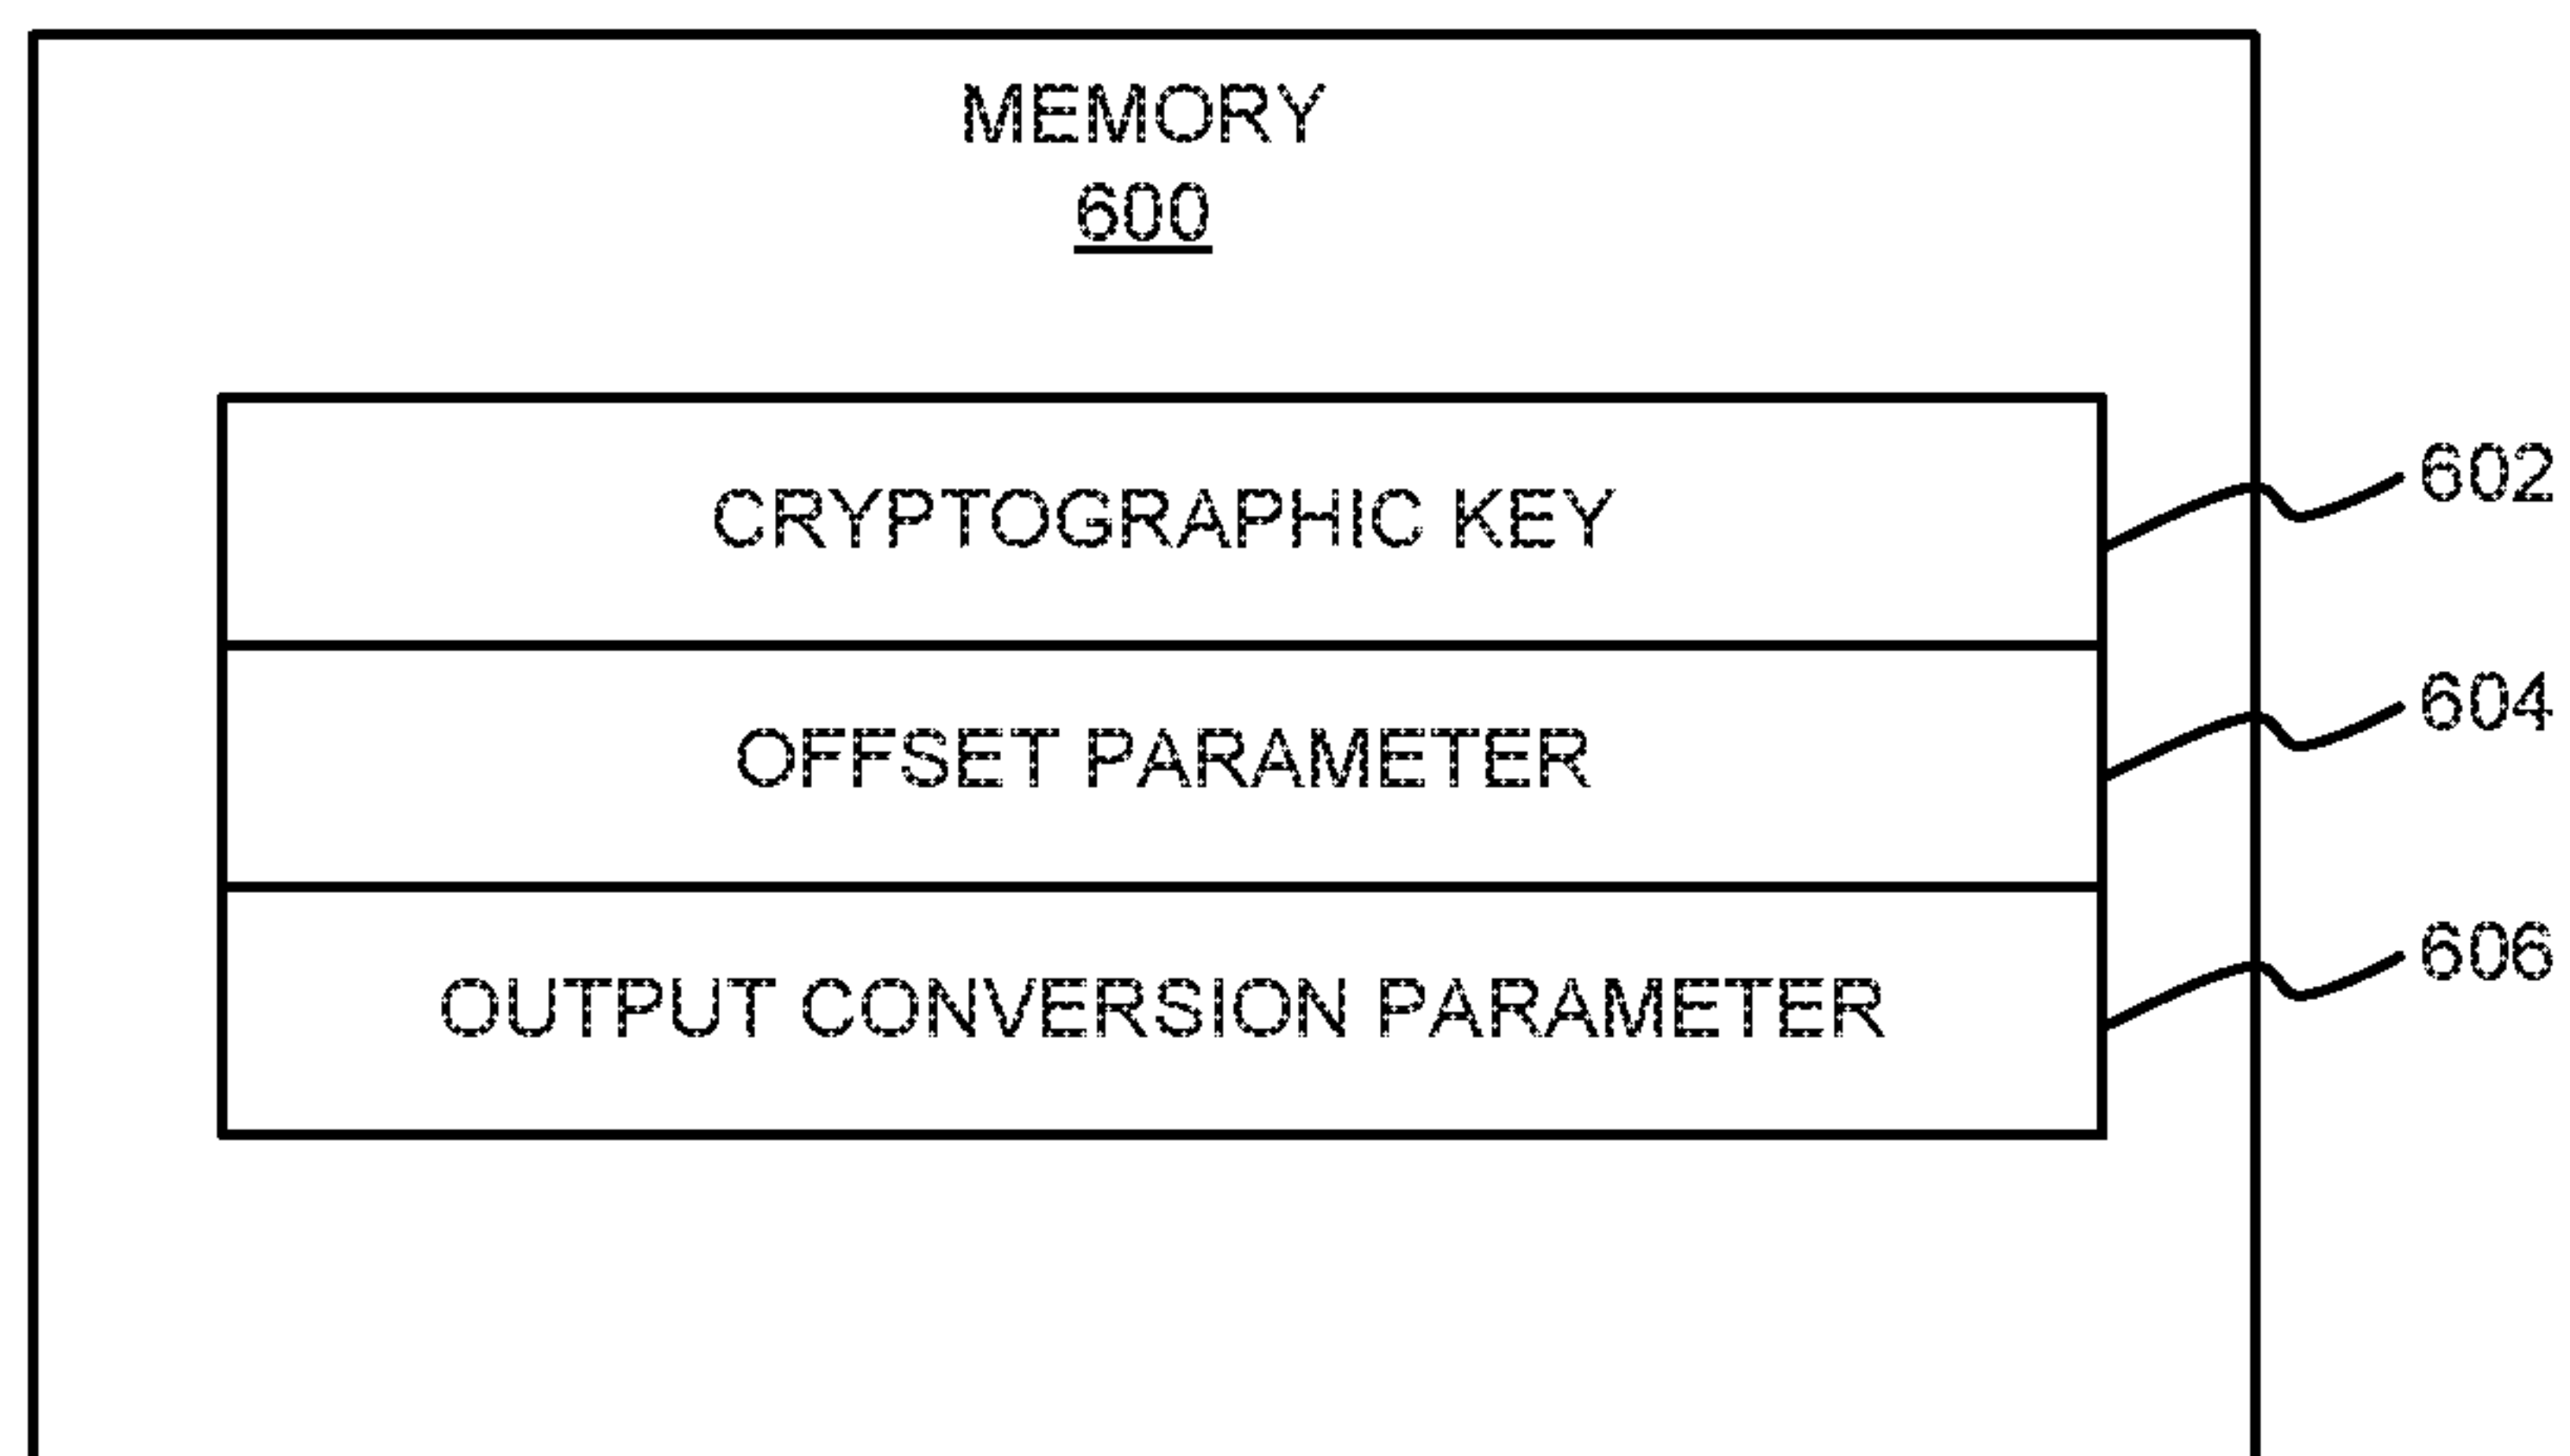 MEMORY
600
CRYPTOGRAPHIC KEY
602
OFFSET PARAMETER
604
OUTPUT CONVERSION PARAMETER
606